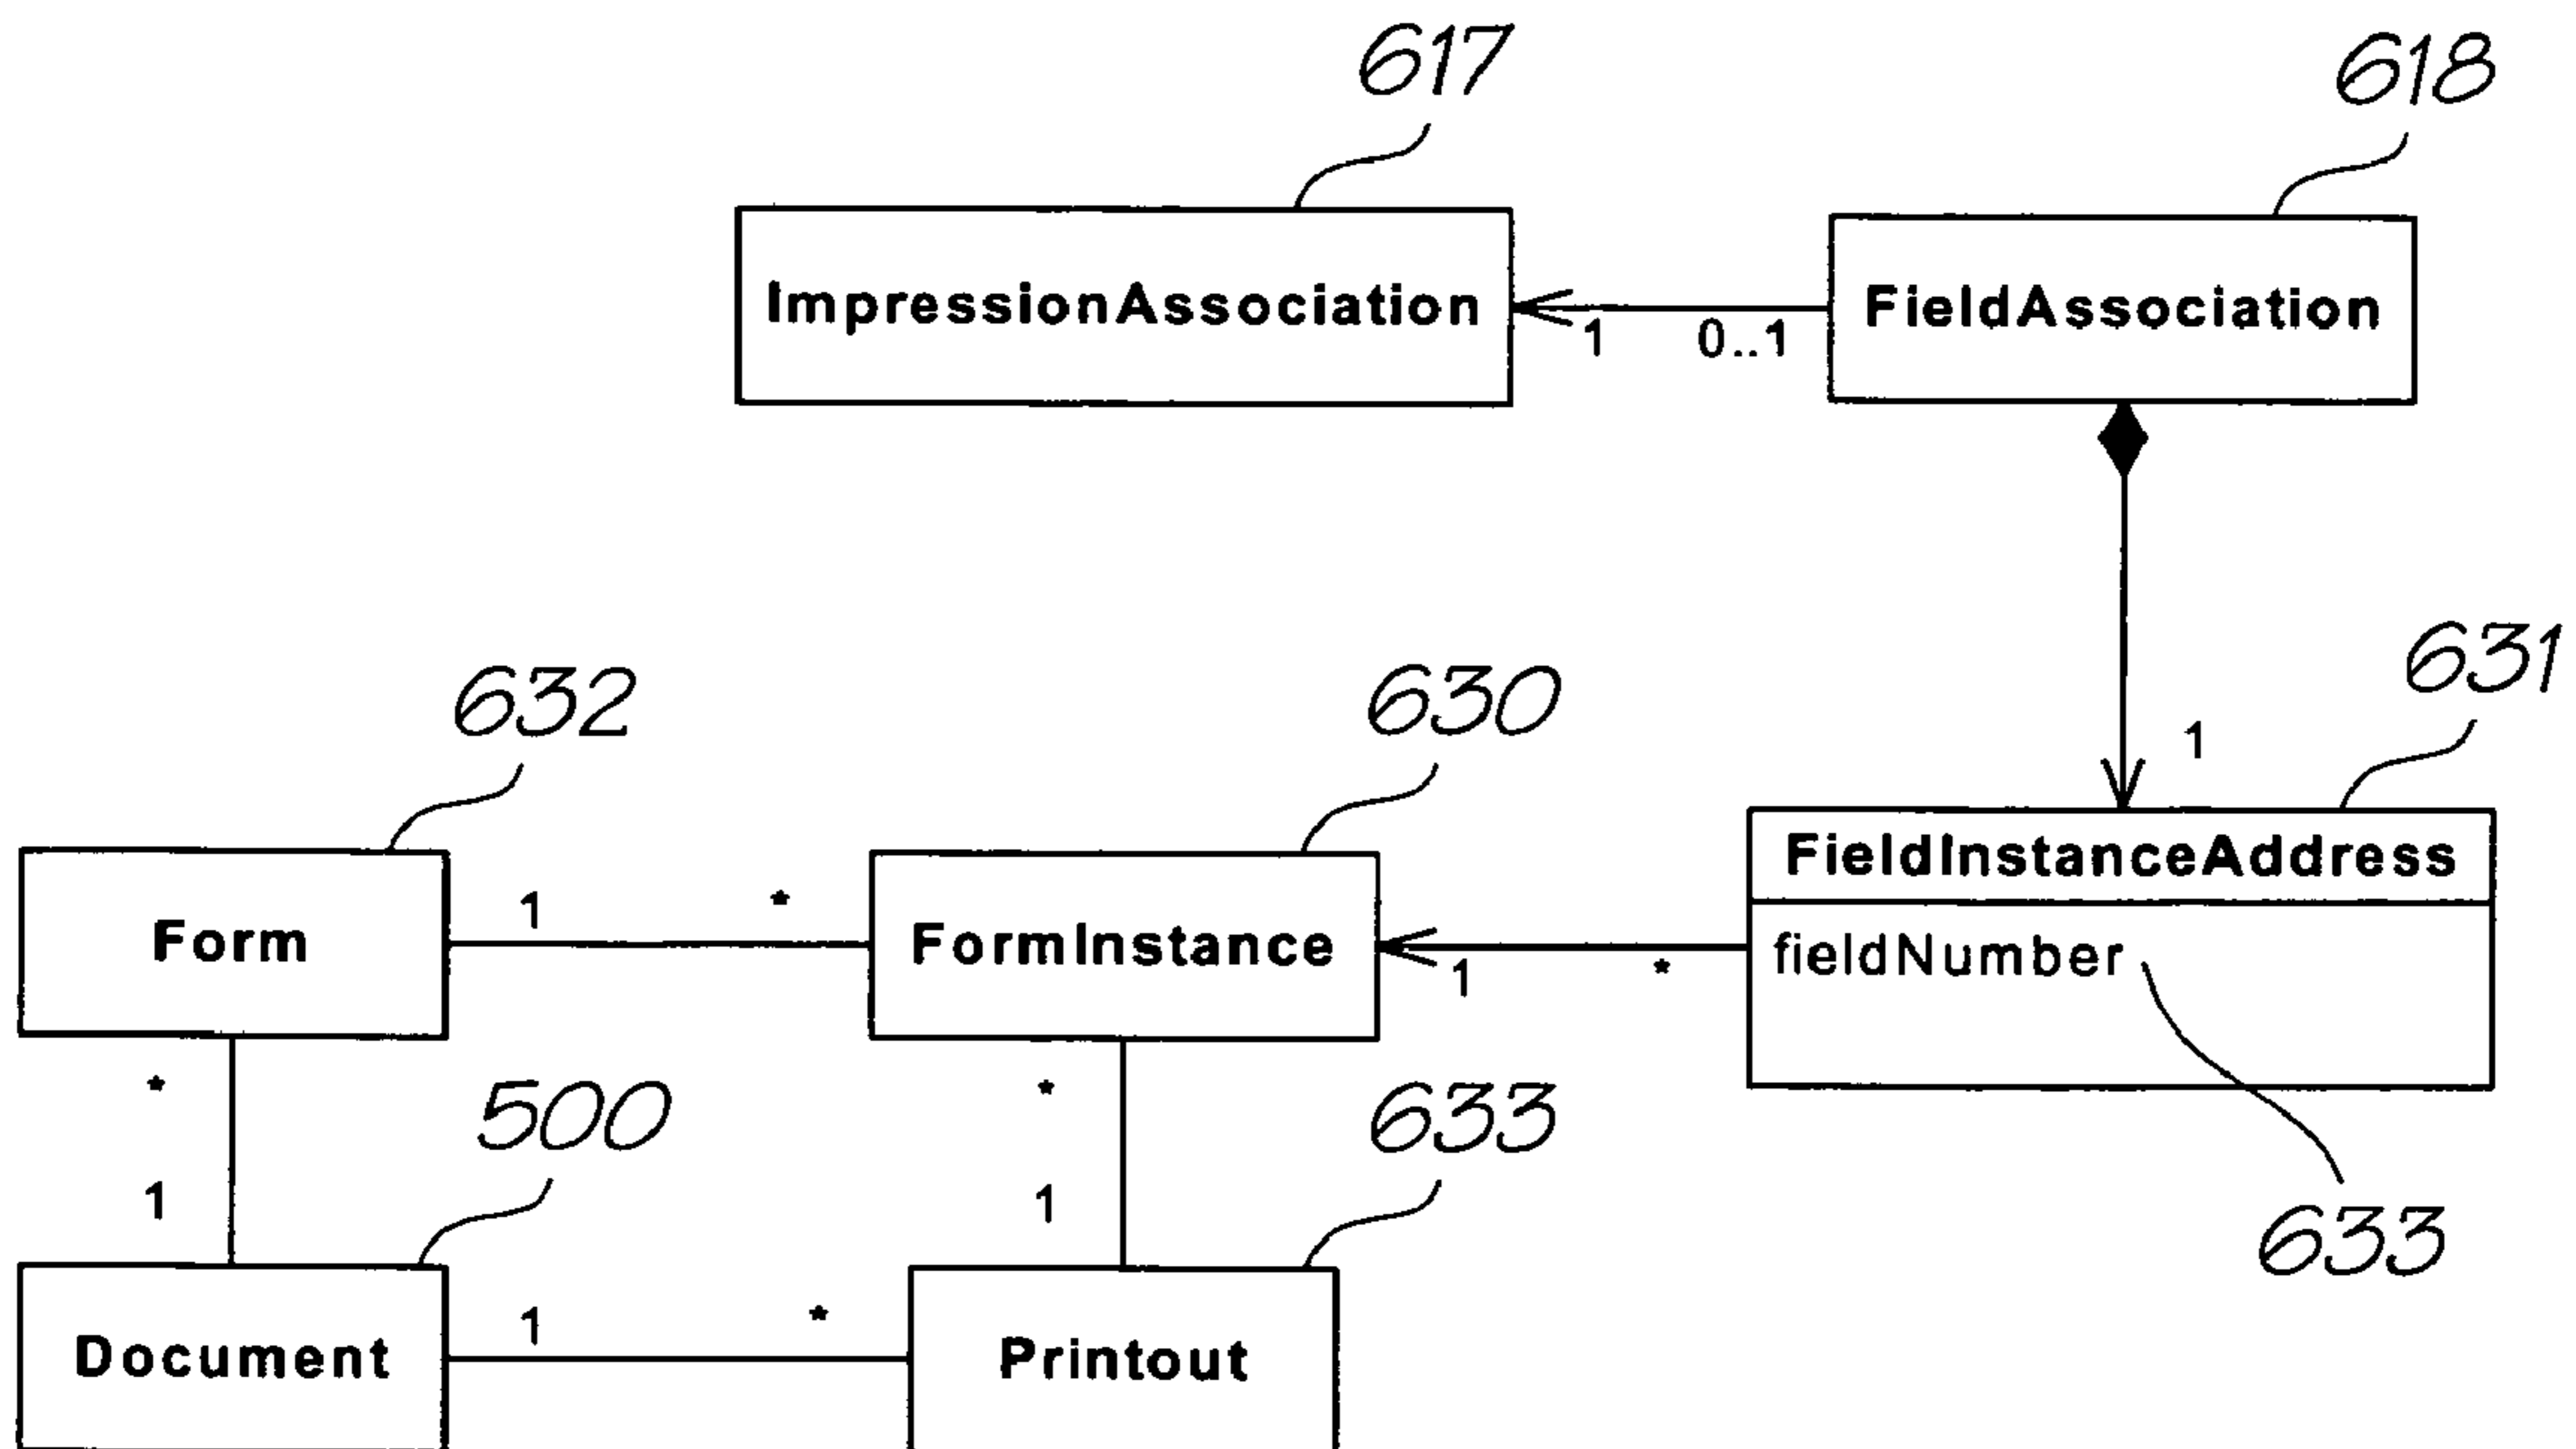 617
618
ImpressionAssociation
1
0..1
FieldAssociation
1
632
630
631
Form
1
*
FormInstance
1
*
FieldInstanceAddress
fieldNumber
*
1
500
*
1
633
633
Document
1
*
Printout